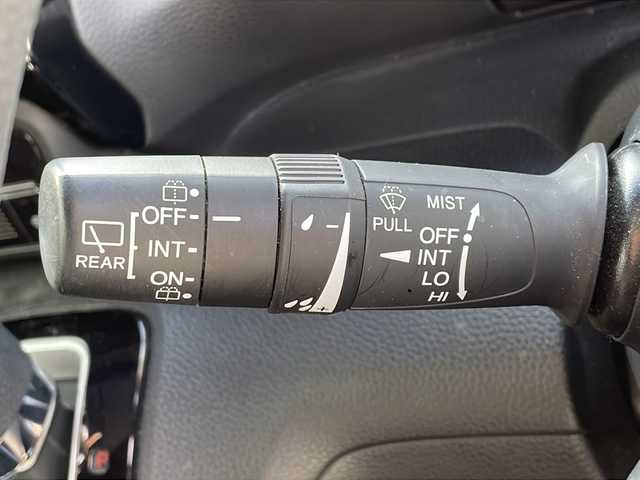 OFF
INT
REAR
ON
MIST
PULL
OFF
INT
LO
HI